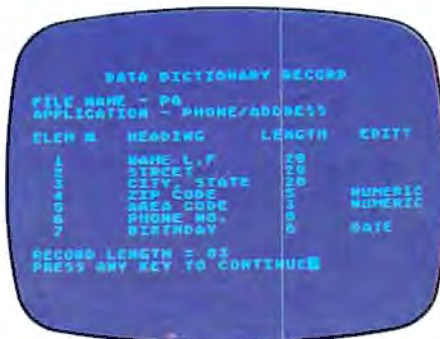 DATA DICTIONARY RECORD
FILE NAME - PA
APPLICATION - PHONE/ADDRESS
ELEM # HEADING LENGTH EDIT?
1 NAME L,F 20
2 STREET 20
3 CITY, STATE 20
4 ZIP CODE 5 NUMERIC
5 AREA CODE 3 NUMERIC
6 PHONE NO. 8
7 BIRTHDAY 6 DATE
RECORD LENGTH = 83
PRESS ANY KEY TO CONTINUE